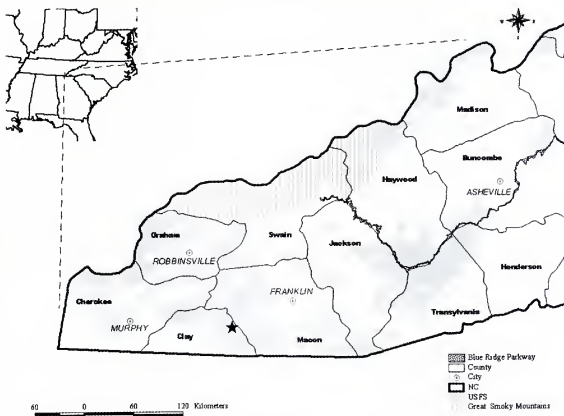 Madison
Buncombe
Haywood
ASHEVILLE
Graham
Swain
Jackson
ROBBINSVILLE
Henderson
Cherokee
FRANKLIN
Transylvania
MURPHY
Clay
Macon
Blue Ridge Parkway
County
City
NC
USFS
Great Smoky Mountains
60 0 60 120 Kilometers